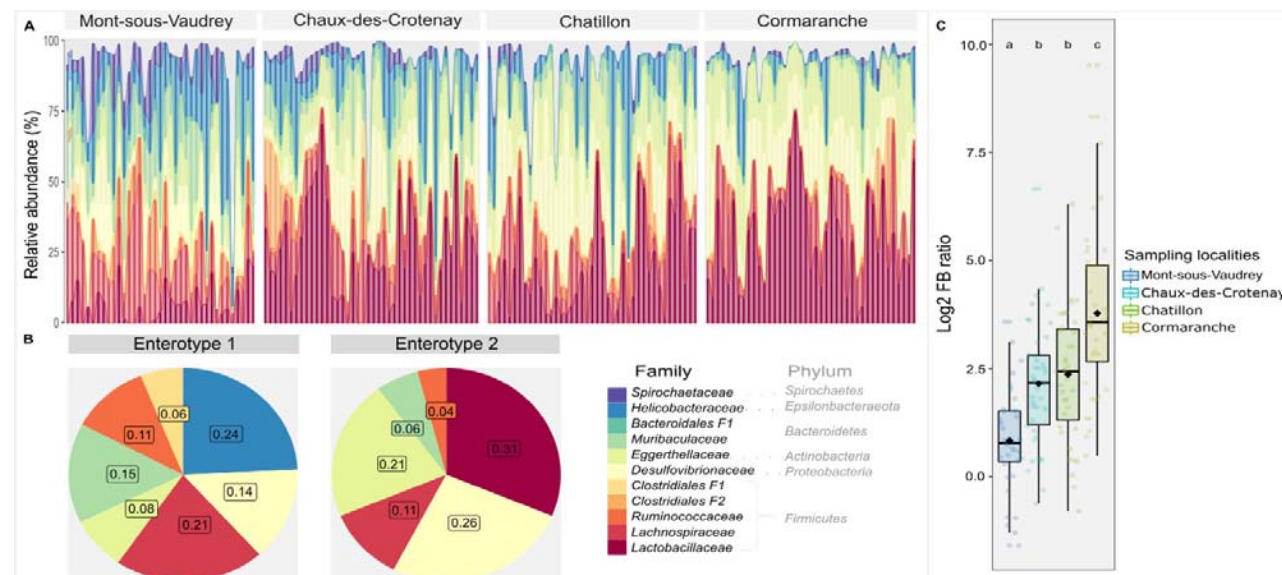 A
Mont-sous-Vaudrey
Chaux-des-Crotenay
Chatillon
Cormaranche
Relative abundance (%)
100
75
50
25
0
B
Enterotype 1
0.06
0.24
0.11
0.15
0.14
0.08
0.21
Enterotype 2
0.04
0.06
0.31
0.21
0.11
0.26
Family
Phylum
Spirochaetaceae
Spirochaetes
Helicobacteraceae
Epsilonbacteraeota
Bacteroidales F1
Bacteroidetes
Muribaculaceae
Eggerthellaceae
Actinobacteria
Desulfovibrionaceae
Proteobacteria
Clostridiales F1
Clostridiales F2
Ruminococcaceae
Firmicutes
Lachnospiraceae
Lactobacillaceae
C
10.0
7.5
5.0
2.5
0.0
Log2 FB ratio
a
b
b
c
Sampling localities
Mont-sous-Vaudrey
Chaux-des-Crotenay
Chatillon
Cormaranche